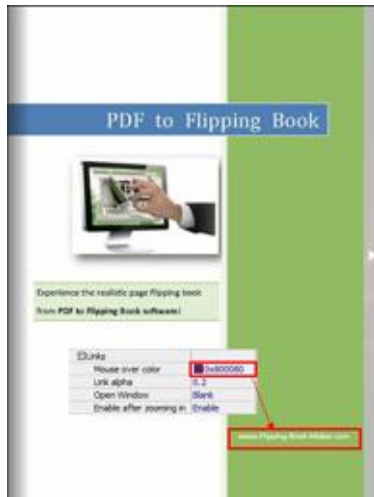 PDF to Flipping Book
Experience the realistic page flipping book
from PDF to Flipping Book software!
Links
Mouse over color 0x800080
Link alpha 0.2
Open Window Blank
Enable after zooming in Enable
www.Flipping-Book-Maker.com